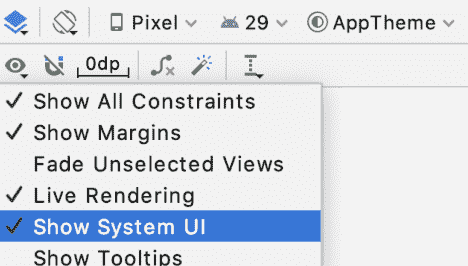 Pixel 29 AppTheme
0dp
Show All Constraints
Show Margins
Fade Unselected Views
Live Rendering
Show System UI
Show Tooltips